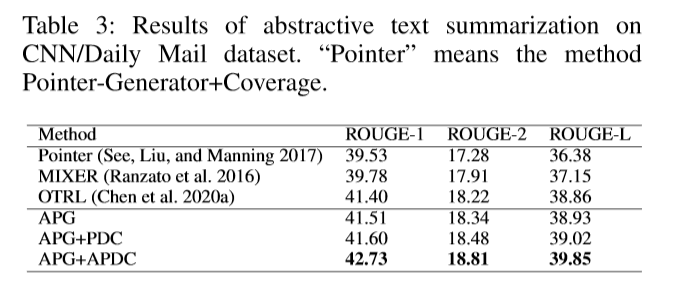 Table 3: Results of abstractive text summarization on
CNN/Daily Mail dataset. “Pointer” means the method
Pointer-Generator+Coverage.
Method ROUGE-1 ROUGE-2 ROUGE-L
Pointer (See, Liu, and Manning 2017) 39.53 17.28 36.38
MIXER (Ranzato et al. 2016) 39.78 17.91 37.15
OTRL (Chen et al. 2020a) 41.40 18.22 38.86
APG 41.51 18.34 38.93
APG+PDC 41.60 18.48 39.02
APG+APDC 42.73 18.81 39.85